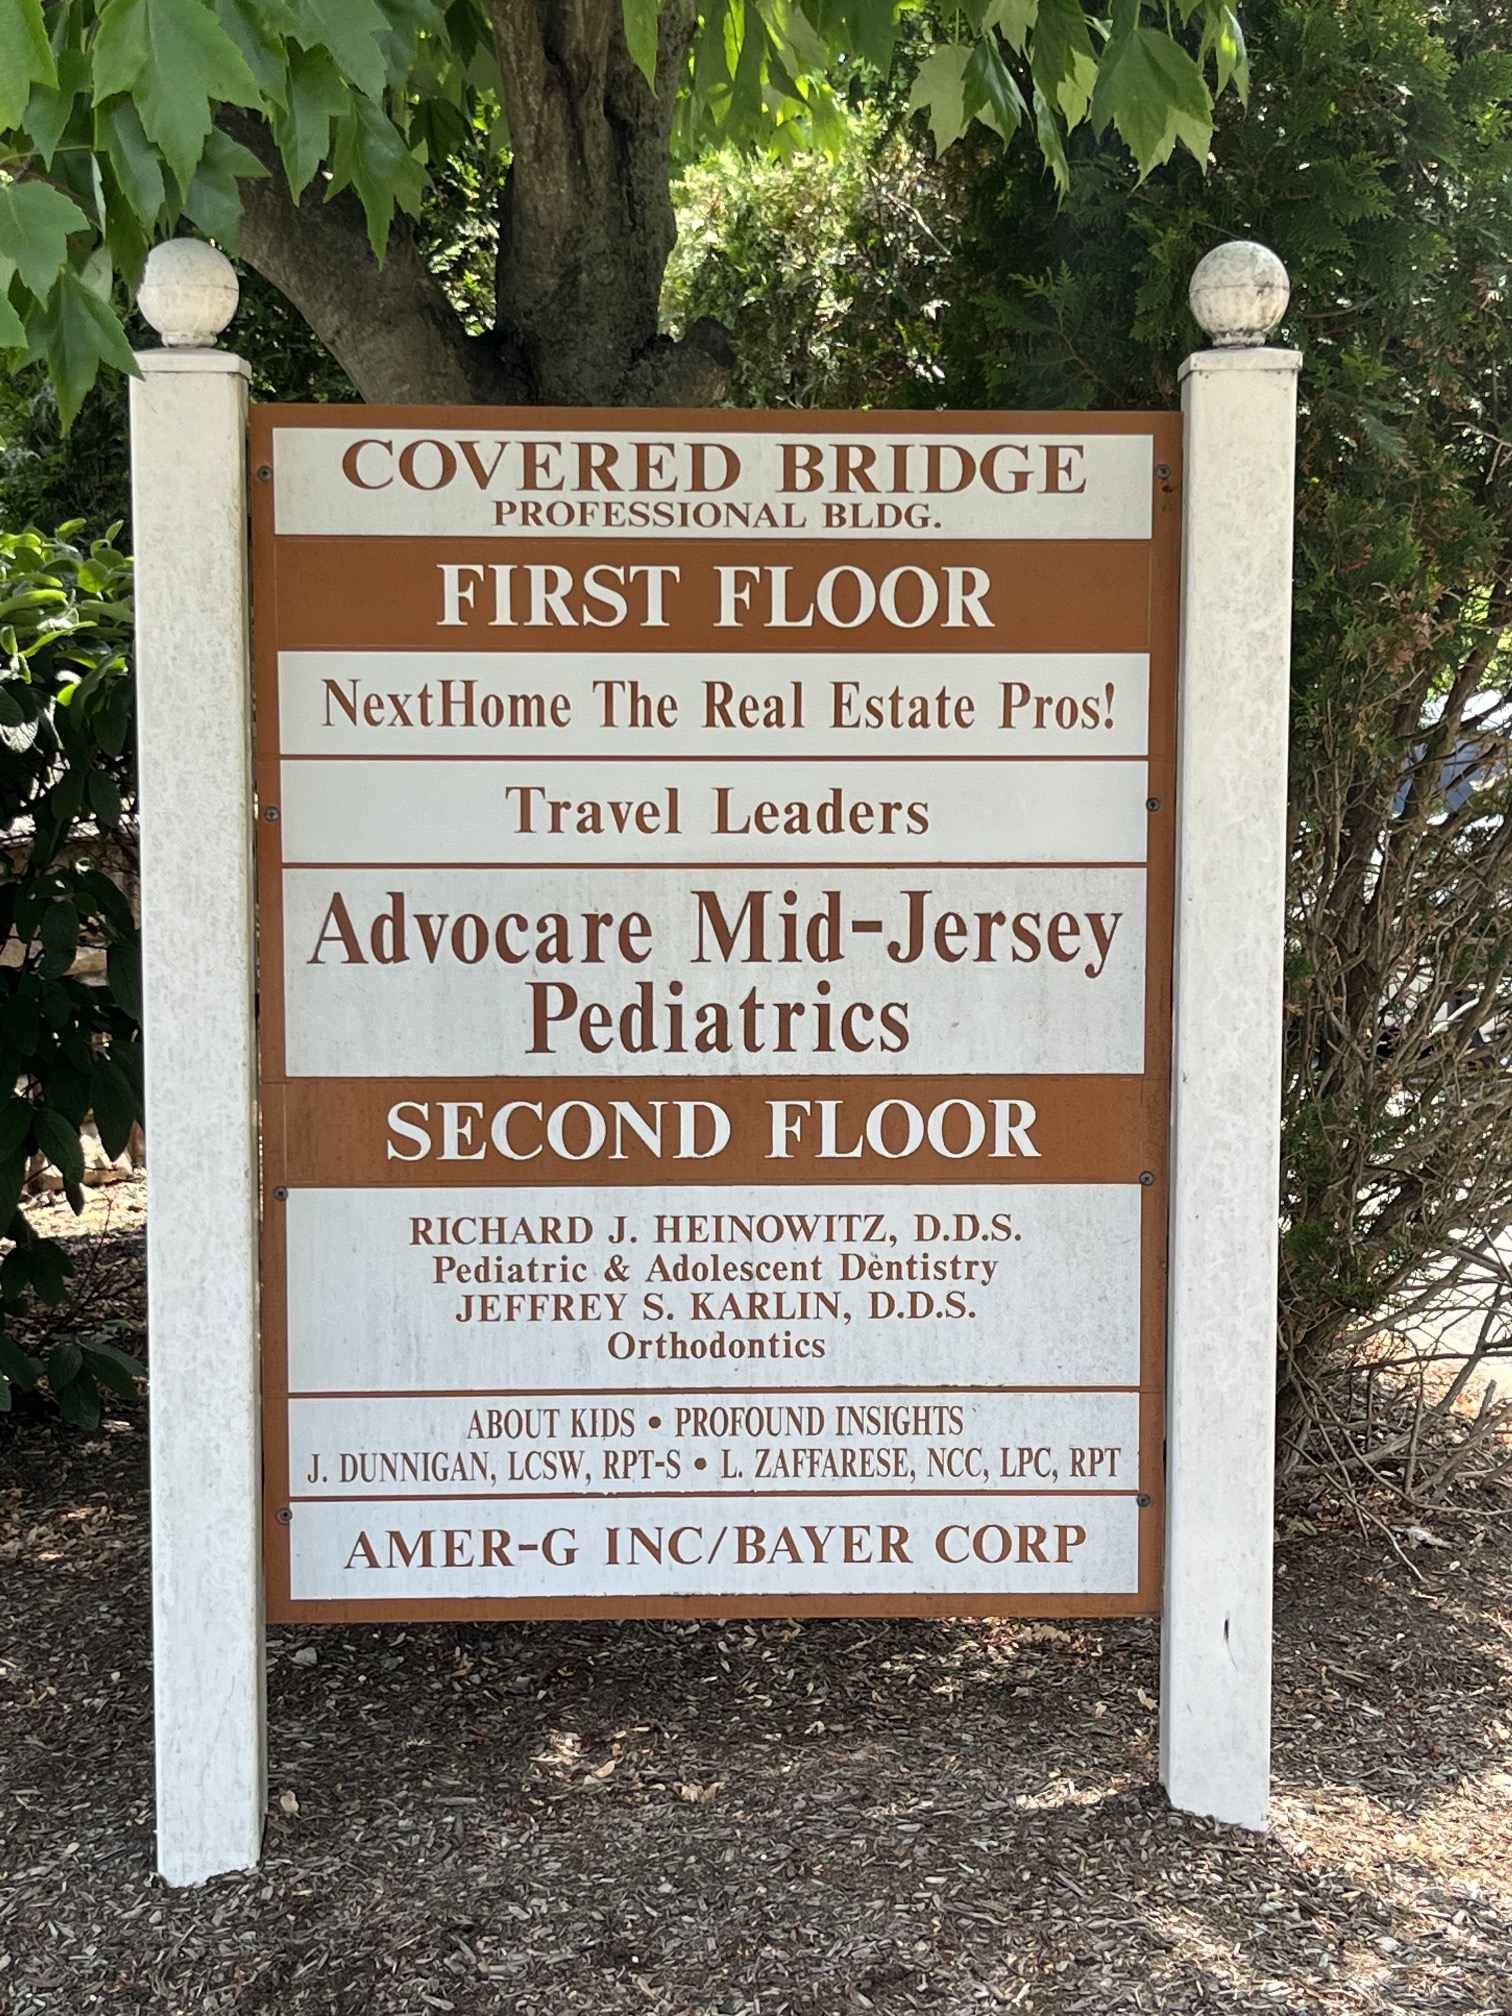 COVERED BRIDGE
PROFESSIONAL BLDG.
FIRST FLOOR
NextHome The Real Estate Pros!
Travel Leaders
Advocare Mid-Jersey
Pediatrics
SECOND FLOOR
RICHARD J. HEINOWITZ, D.D.S.
Pediatric & Adolescent Dentistry
JEFFREY S. KARLIN, D.D.S.
Orthodontics
ABOUT KIDS • PROFOUND INSIGHTS
J. DUNNIGAN, LCSW, RPT-S • L. ZAFFARESE, NCC, LPC, RPT
AMER-G INC/BAYER CORP